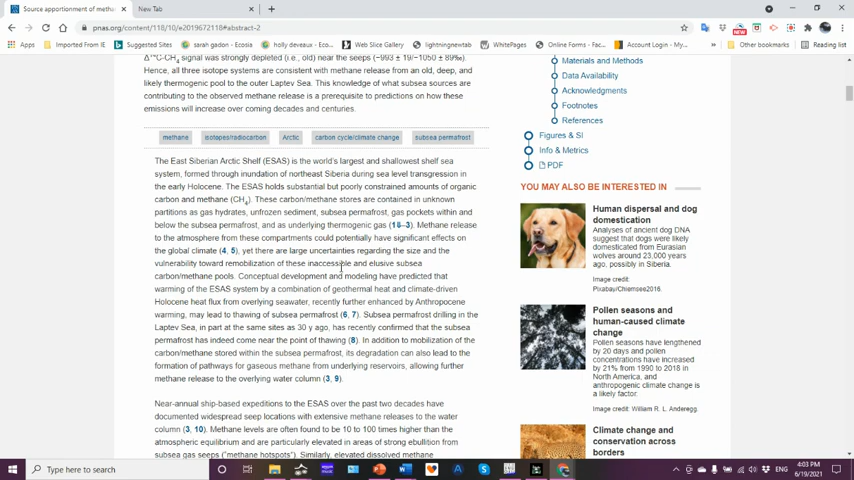 Source apportionment of metha
New Tab
pnas.org/content/118/10/e2019672118#abstract-2
Apps
Imported From IE
Suggested Sites
sarah gadon - Ecosia
holly deveaux - Ecosi...
Web Slice Gallery
lightningnewtab
WhitePages
Online Forms – Fac...
Account Login – My...
Other bookmarks
Reading list
Δ14C-CH4 signal was strongly depleted (i.e., old) near the seeps (−993 ± 19/−1050 ± 89‰).
Hence, all three isotope systems are consistent with methane release from an old, deep, and
likely thermogenic pool to the outer Laptev Sea. This knowledge of what subsea sources are
contributing to the observed methane release is a prerequisite to predictions on how these
emissions will increase over coming decades and centuries.
methane
isotopes/radiocarbon
Arctic
carbon cycle/climate change
subsea permafrost
The East Siberian Arctic Shelf (ESAS) is the world's largest and shallowest shelf sea
system, formed through inundation of northeast Siberia during sea level transgression in
the early Holocene. The ESAS holds substantial but poorly constrained amounts of organic
carbon and methane (CH4). These carbon/methane stores are contained in unknown
partitions as gas hydrates, unfrozen sediment, subsea permafrost, gas pockets within and
below the subsea permafrost, and as underlying thermogenic gas (1⇓–3). Methane release
to the atmosphere from these compartments could potentially have significant effects on
the global climate (4, 5), yet there are large uncertainties regarding the size and the
vulnerability toward remobilization of these inaccessible and elusive subsea
carbon/methane pools. Conceptual development and modeling have predicted that
warming of the ESAS system by a combination of geothermal heat and climate-driven
Holocene heat flux from overlying seawater, recently further enhanced by Anthropocene
warming, may lead to thawing of subsea permafrost (6, 7). Subsea permafrost drilling in the
Laptev Sea, in part at the same sites as 30 y ago, has recently confirmed that the subsea
permafrost has indeed come near the point of thawing (8). In addition to mobilization of the
carbon/methane stored within the subsea permafrost, its degradation can also lead to the
formation of pathways for gaseous methane from underlying reservoirs, allowing further
methane release to the overlying water column (3, 9).
Near-annual ship-based expeditions to the ESAS over the past two decades have
documented widespread seep locations with extensive methane releases to the water
column (3, 10). Methane levels are often found to be 10 to 100 times higher than the
atmospheric equilibrium and are particularly elevated in areas of strong ebullition from
subsea gas seeps ("methane hotspots"). Similarly, elevated dissolved methane
Materials and Methods
Data Availability
Acknowledgments
Footnotes
References
Figures & SI
Info & Metrics
PDF
YOU MAY ALSO BE INTERESTED IN
Human dispersal and dog
domestication
Analyses of ancient dog DNA
suggest that dogs were likely
domesticated from Eurasian
wolves around 23,000 years
ago, possibly in Siberia.
Image credit:
Pixabay/Chiemsee2016.
Pollen seasons and
human-caused climate
change
Pollen seasons have lengthened
by 20 days and pollen
concentrations have increased
by 21% from 1990 to 2018 in
North America, and
anthropogenic climate change is
a likely factor.
Image credit: William R. L. Anderegg.
Climate change and
conservation across
borders
Type here to search
ENG
4:03 PM
6/19/2021